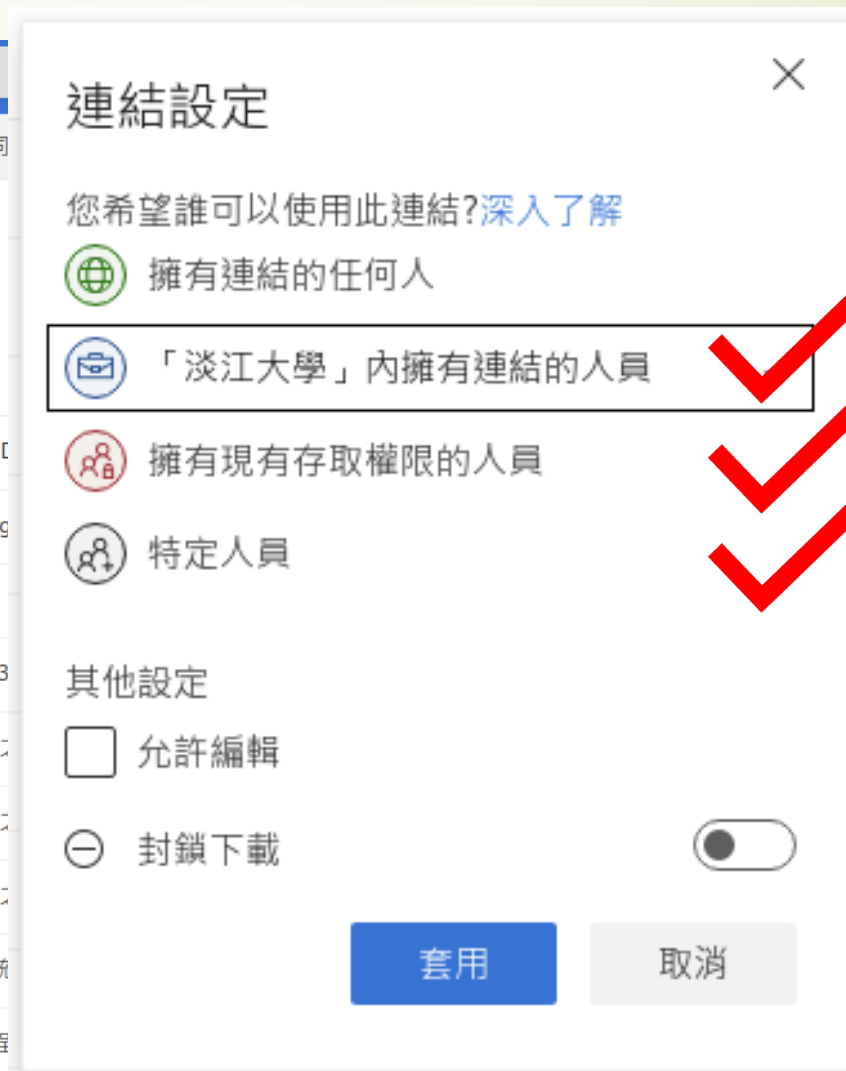 連結設定
您希望誰可以使用此連結?深入了解
擁有連結的任何人
「淡江大學」內擁有連結的人員
擁有現有存取權限的人員
特定人員
其他設定
允許編輯
封鎖下載
套用
取消